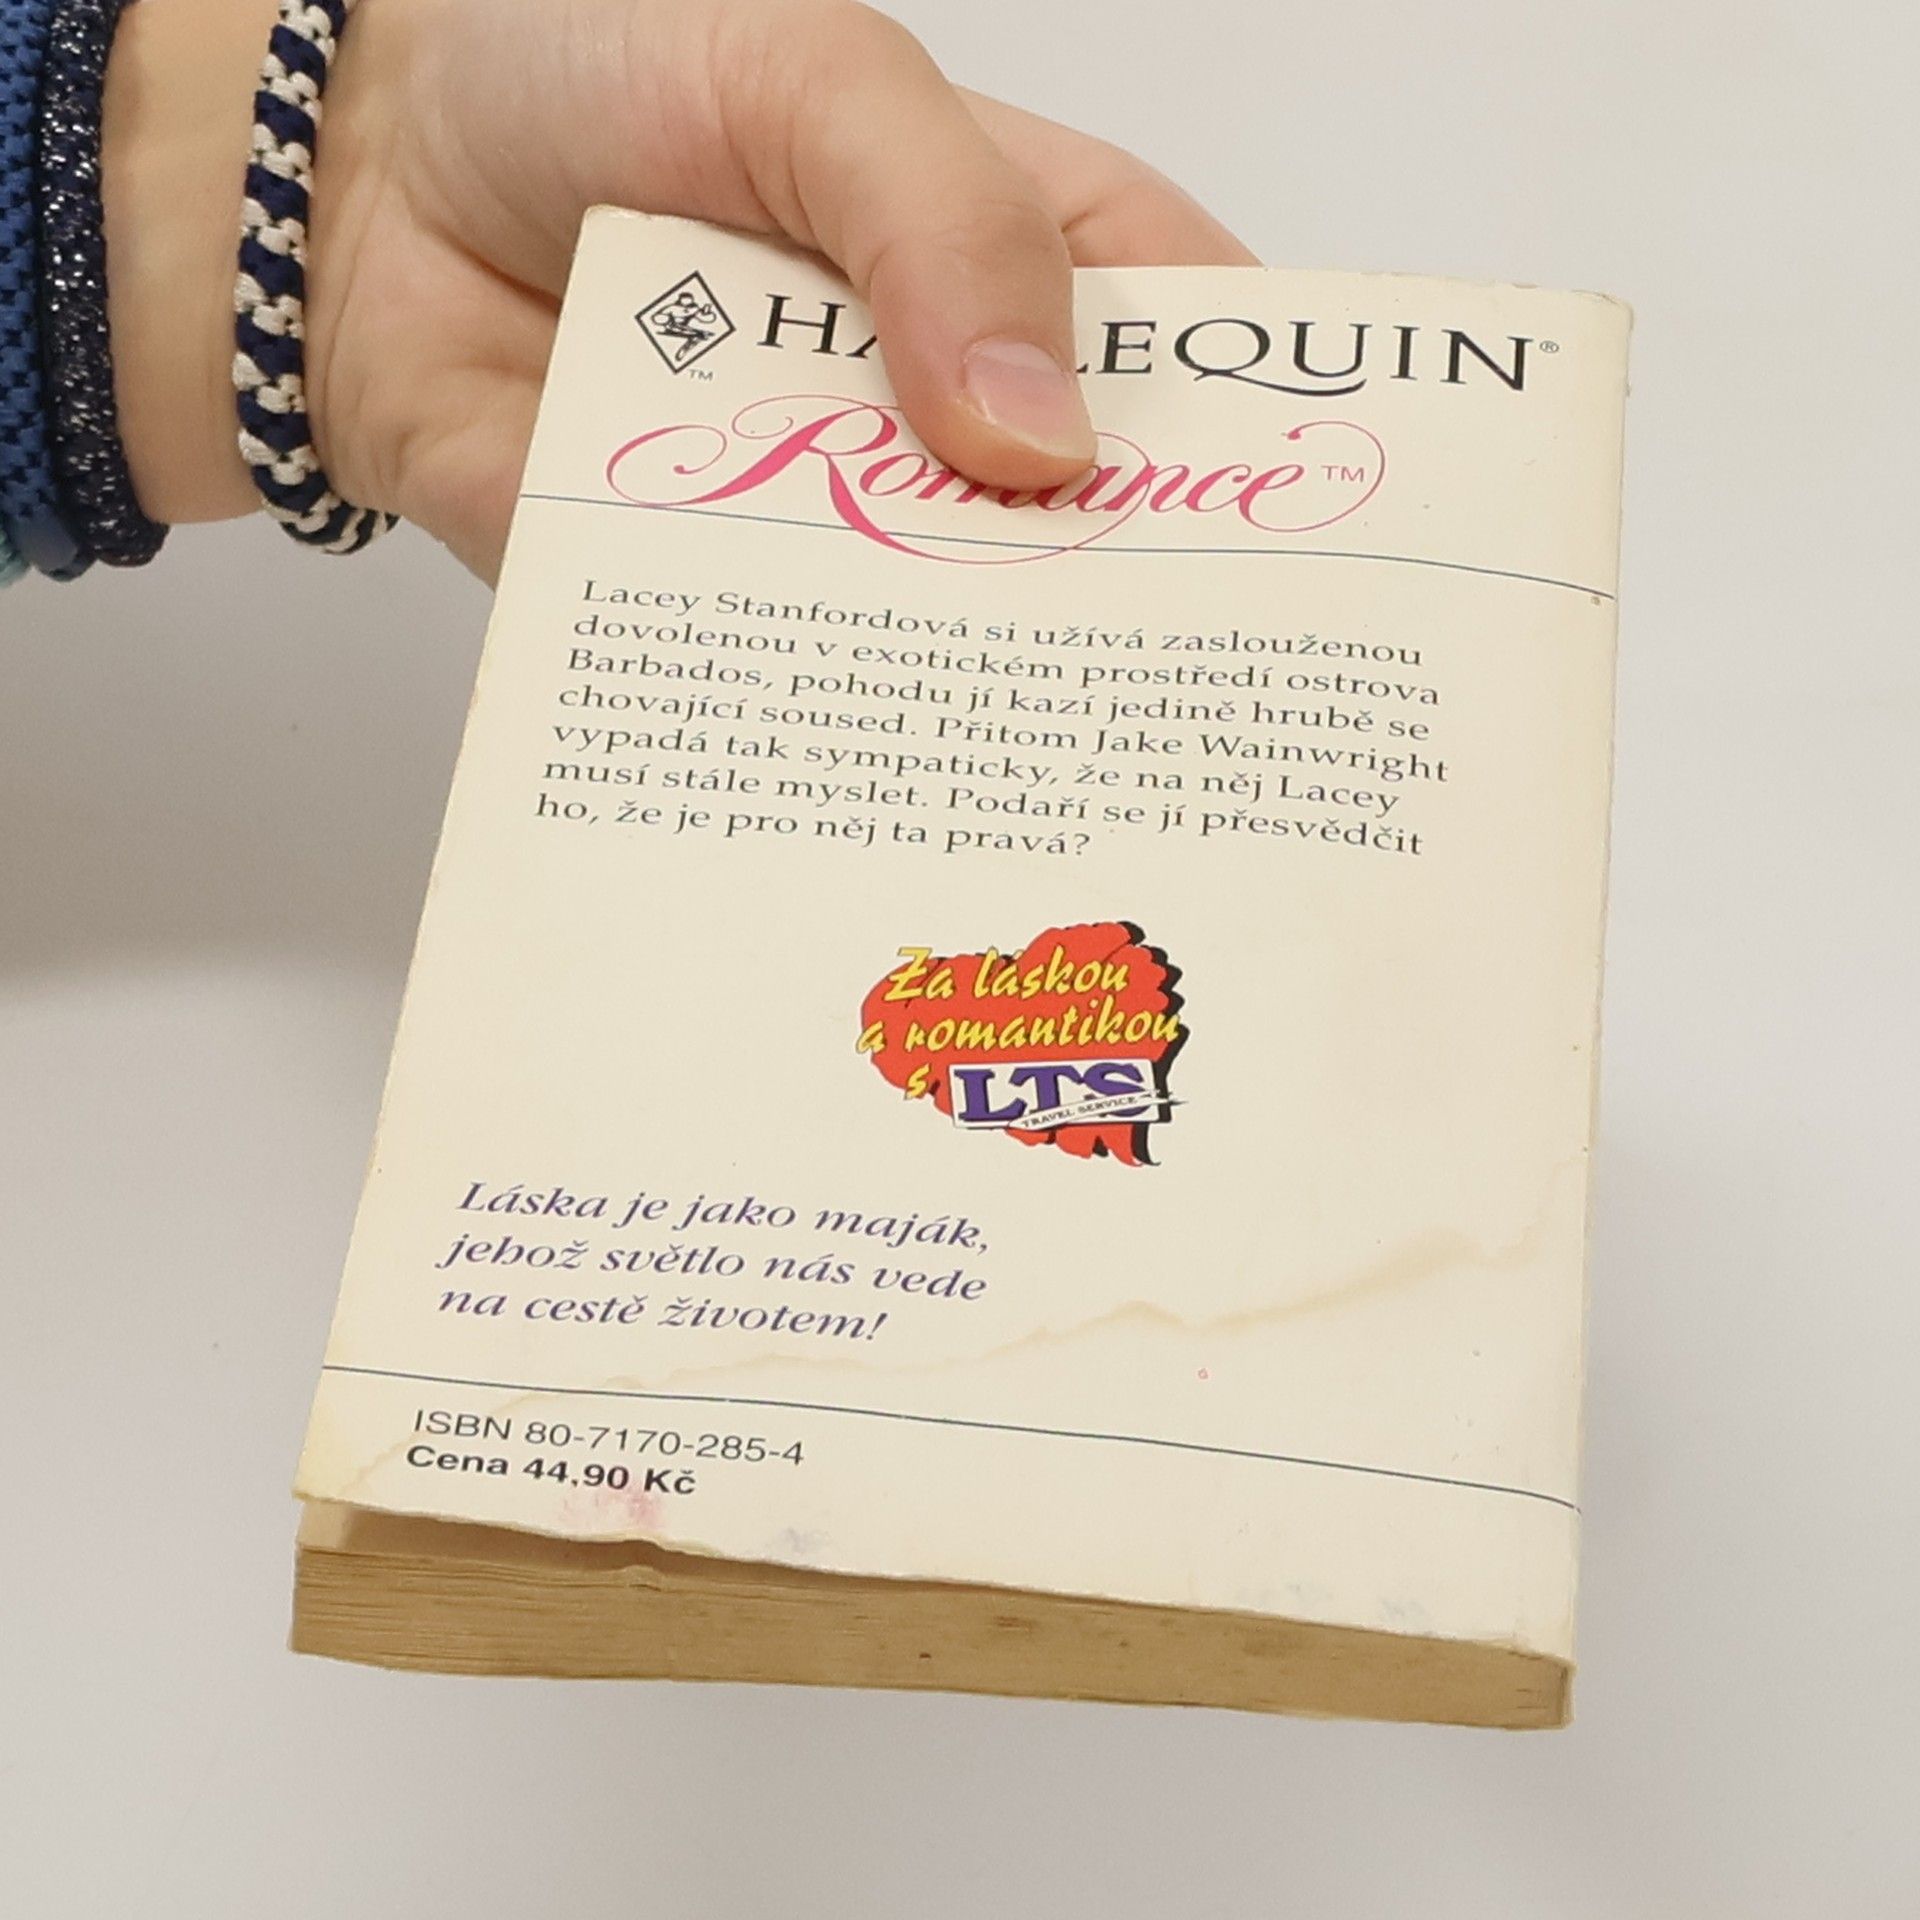 HARLEQUIN®
TM
Romance™
Lacey Stanfordová si užívá zaslouženou
dovolenou v exotickém prostředí ostrova
Barbados, pohodu jí kazí jedině hrubě se
chovající soused. Přitom Jake Wainwright
vypadá tak sympaticky, že na něj Lacey
musí stále myslet. Podaří se jí přesvědčit
ho, že je pro něj ta pravá?
Za láskou
a romantikou
s LTS
TRAVEL SERVICE
Láska je jako maják,
jehož světlo nás vede
na cestě životem!
ISBN 80-7170-285-4
Cena 44,90 Kč